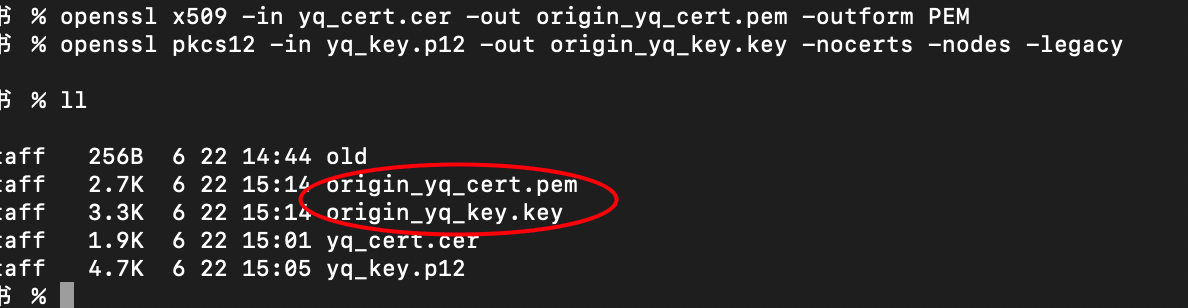 书 % openssl x509 -in yq_cert.cer -out origin_yq_cert.pem -outform PEM
书 % openssl pkcs12 -in yq_key.p12 -out origin_yq_key.key -nocerts -nodes -legacy
书 % ll
taff 256B 6 22 14:44 old
taff 2.7K 6 22 15:14 origin_yq_cert.pem
taff 3.3K 6 22 15:14 origin_yq_key.key
taff 1.9K 6 22 15:01 yq_cert.cer
taff 4.7K 6 22 15:05 yq_key.p12
书 %